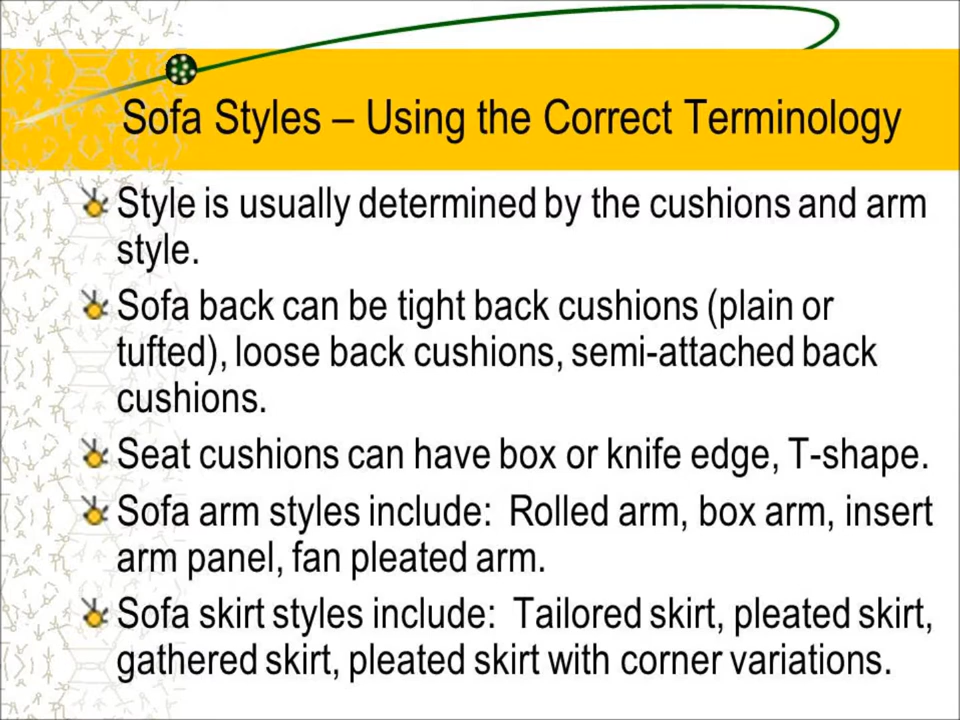 Sofa Styles – Using the Correct Terminology
Style is usually determined by the cushions and arm
style.
Sofa back can be tight back cushions (plain or
tufted), loose back cushions, semi-attached back
cushions.
Seat cushions can have box or knife edge, T-shape.
Sofa arm styles include:  Rolled arm, box arm, insert
arm panel, fan pleated arm.
Sofa skirt styles include:  Tailored skirt, pleated skirt,
gathered skirt, pleated skirt with corner variations.